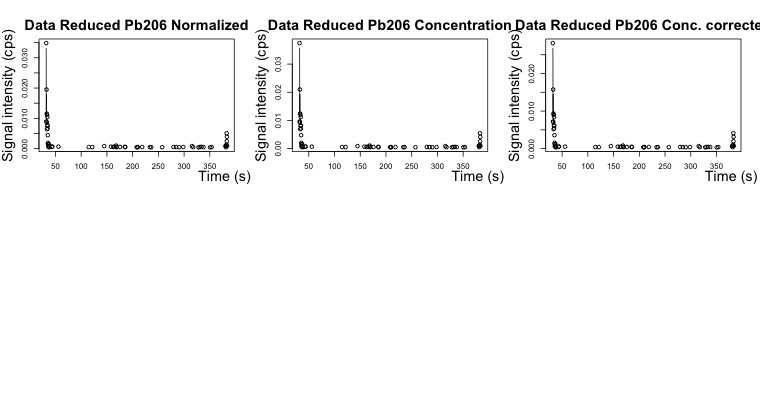 Data Reduced Pb206 Normalized
Signal intensity (cps)
0.000 0.010 0.020 0.030
50 100 150 200 250 300 350
Time (s)
Data Reduced Pb206 Concentration
Signal intensity (cps)
0.00 0.01 0.02 0.03
50 100 150 200 250 300 350
Time (s)
Data Reduced Pb206 Conc. correcte
Signal intensity (cps)
0.000 0.010 0.020
50 100 150 200 250 300 350
Time (s)